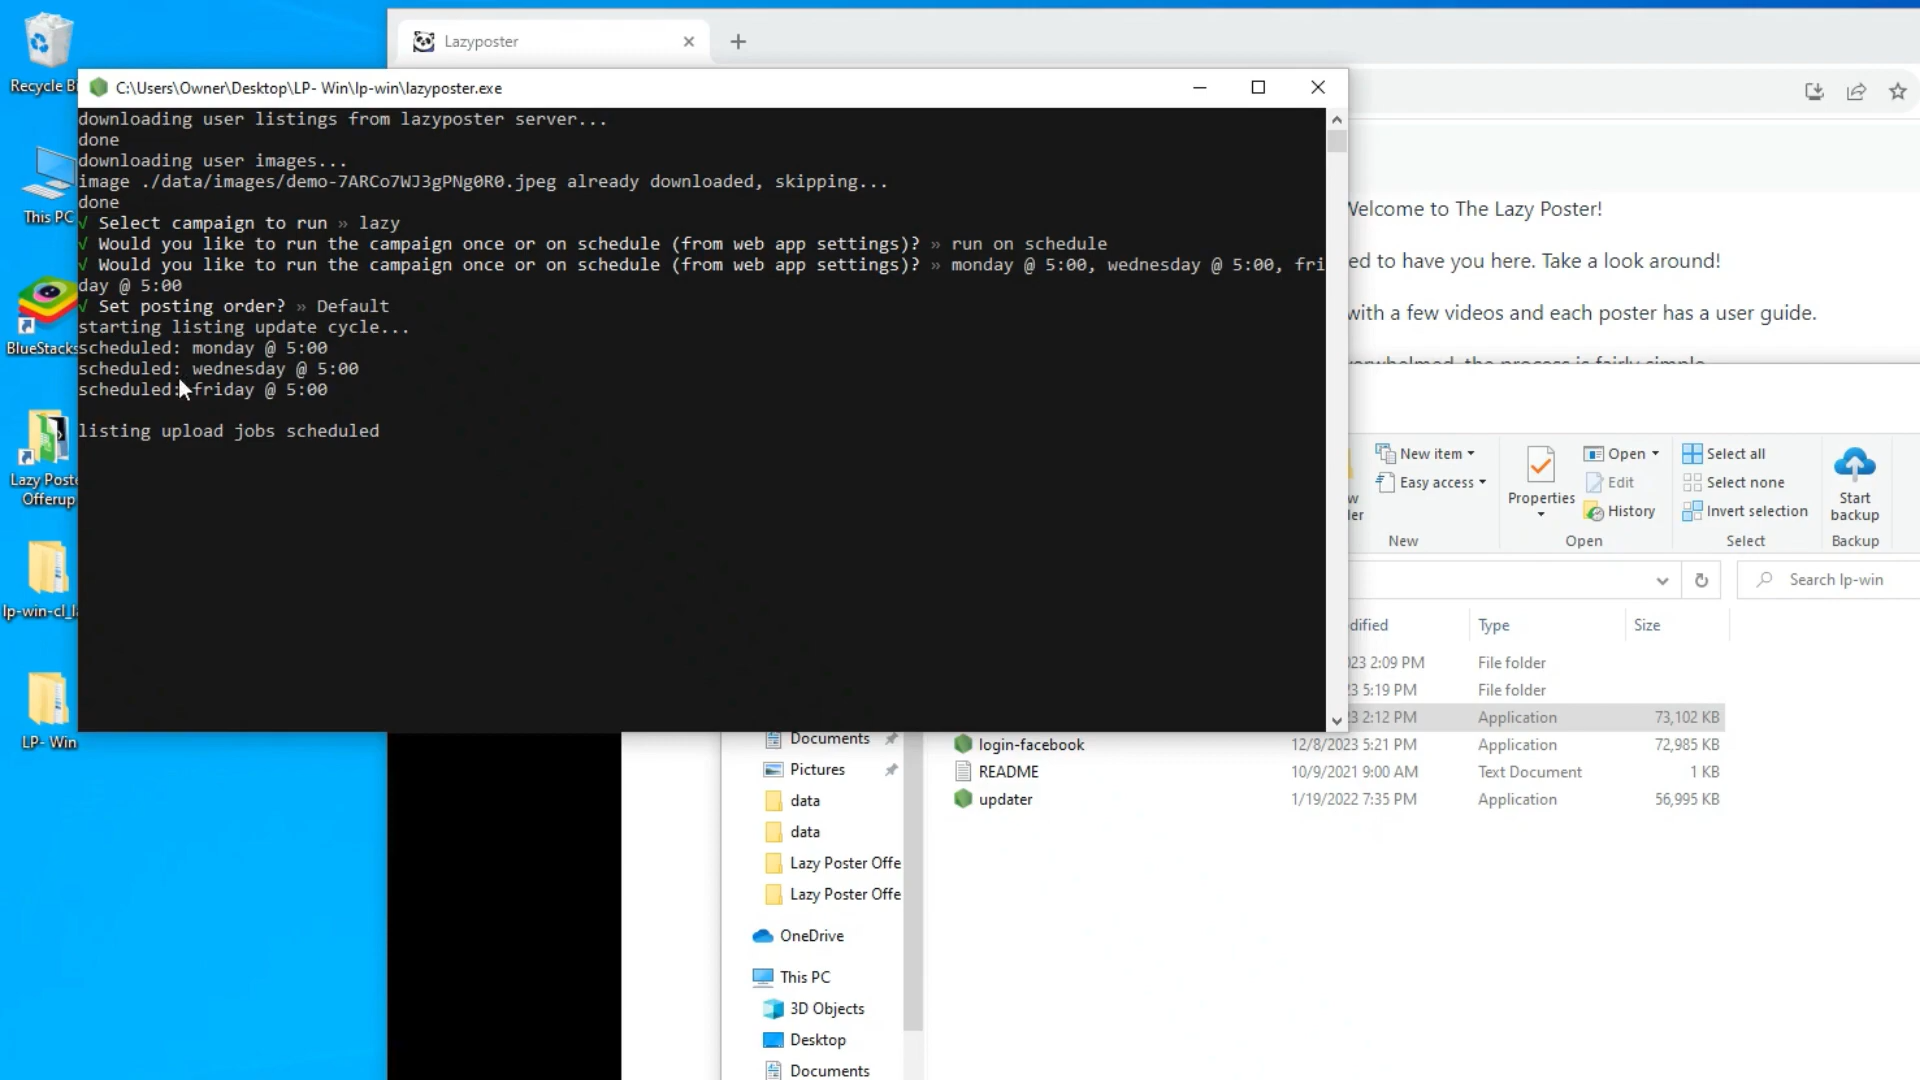 Lazyposter
Recycle Bi
C:\Users\Owner\Desktop\LP- Win\lp-win\lazyposter.exe
downloading user listings from lazyposter server...
done
downloading user images...
image ./data/images/demo-7ARCo7WJ3gPNg0R0.jpeg already downloaded, skipping...
done
√ Select campaign to run » lazy
√ Would you like to run the campaign once or on schedule (from web app settings)? » run on schedule
√ Would you like to run the campaign once or on schedule (from web app settings)? » monday @ 5:00, wednesday @ 5:00, fri
day @ 5:00
√ Set posting order? » Default
starting listing update cycle...
scheduled: monday @ 5:00
scheduled: wednesday @ 5:00
scheduled: friday @ 5:00
listing upload jobs scheduled
This PC
BlueStacks
Lazy Poste
Offerup
lp-win-cl_l
LP- Win
Welcome to The Lazy Poster!
ed to have you here. Take a look around!
with a few videos and each poster has a user guide.
verwhelmed, the process is fairly simple
New item
Easy access
w
ler
New
Properties
Open
Edit
History
Open
Select all
Select none
Invert selection
Select
Start
backup
Backup
Search lp-win
dified
Type
Size
023 2:09 PM
File folder
3 5:19 PM
File folder
3 2:12 PM
Application
73,102 KB
login-facebook
12/8/2023 5:21 PM
Application
72,985 KB
README
10/9/2021 9:00 AM
Text Document
1 KB
updater
1/19/2022 7:35 PM
Application
56,995 KB
Documents
Pictures
data
data
Lazy Poster Offe
Lazy Poster Offe
OneDrive
This PC
3D Objects
Desktop
Documents